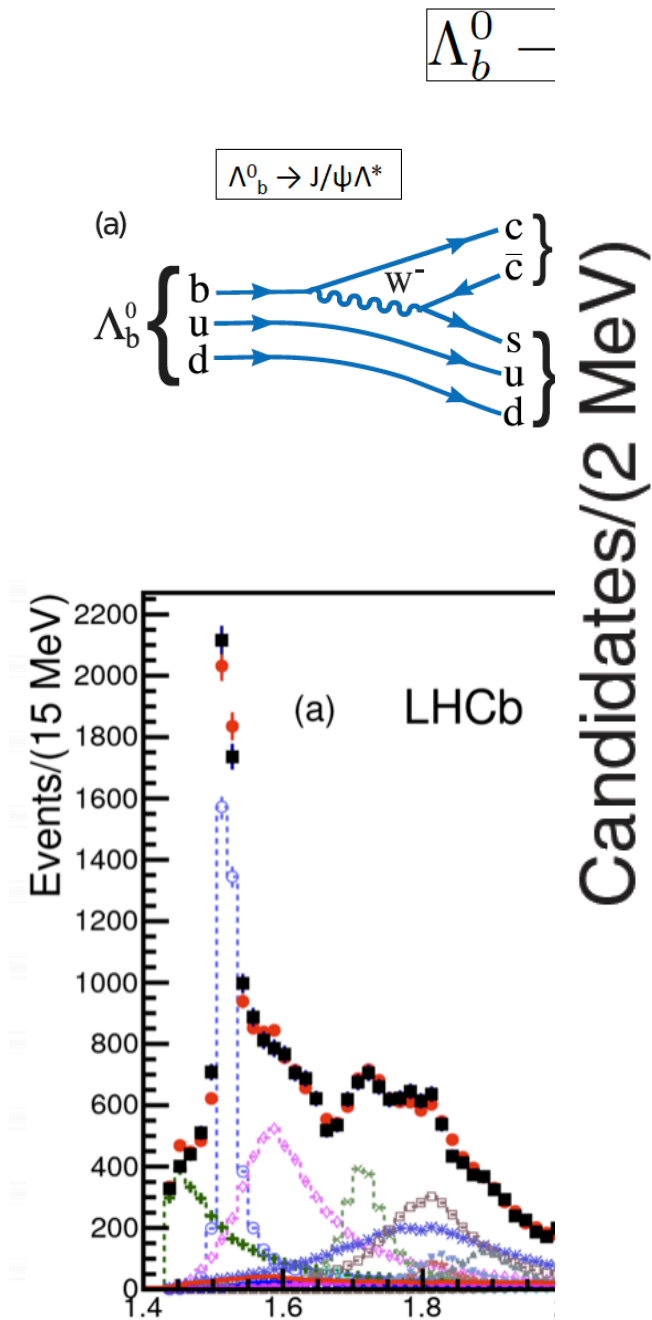 Λ⁰_b —
Λ⁰_b → J/ψΛ*
(a)
c
c̄
W⁻
b
Λ⁰_b { u
d
s
u
d
Candidates/(2 MeV)
Events/(15 MeV)
2200
2000
1800
1600
1400
1200
1000
800
600
400
200
0
(a) LHCb
1.4 1.6 1.8